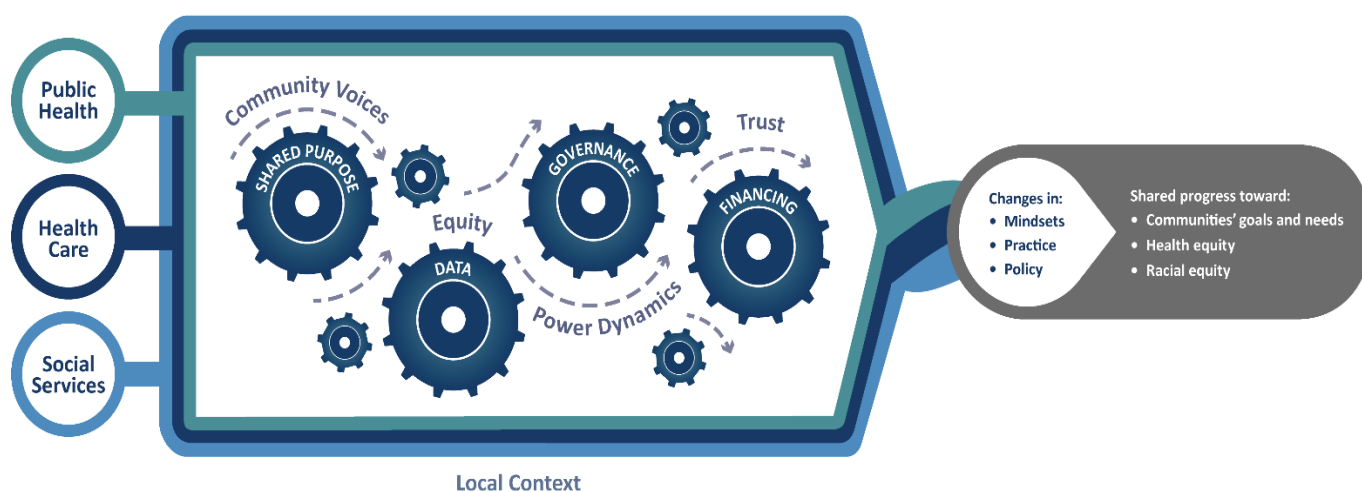 Public
Health
Health
Care
Social
Services
Community Voices
SHARED PURPOSE
Equity
DATA
GOVERNANCE
Power Dynamics
Trust
FINANCING
Local Context
Changes in:
• Mindsets
• Practice
• Policy
Shared progress toward:
• Communities' goals and needs
• Health equity
• Racial equity